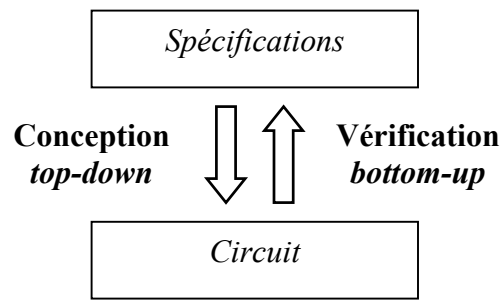 Spécifications
Conception
top-down
Vérification
bottom-up
Circuit